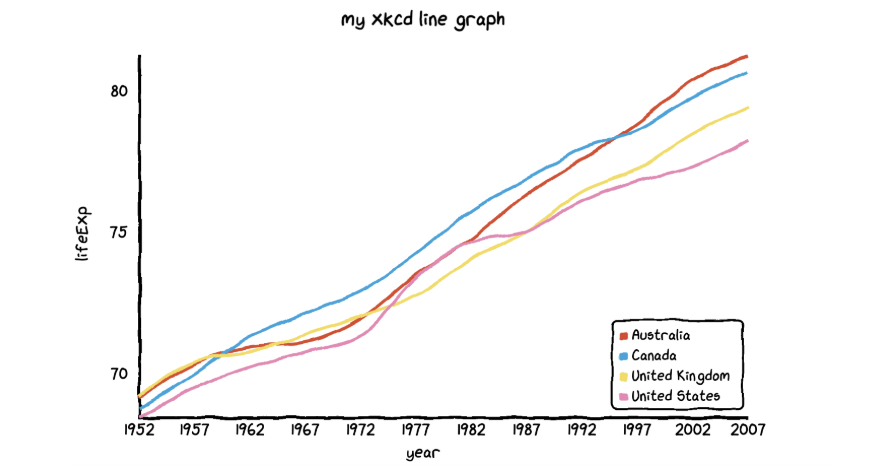 my xkcd line graph
80
75
70
lifeExp
1952 1957 1962 1967 1972 1977 1982 1987 1992 1997 2002 2007
year
Australia
Canada
United Kingdom
United States